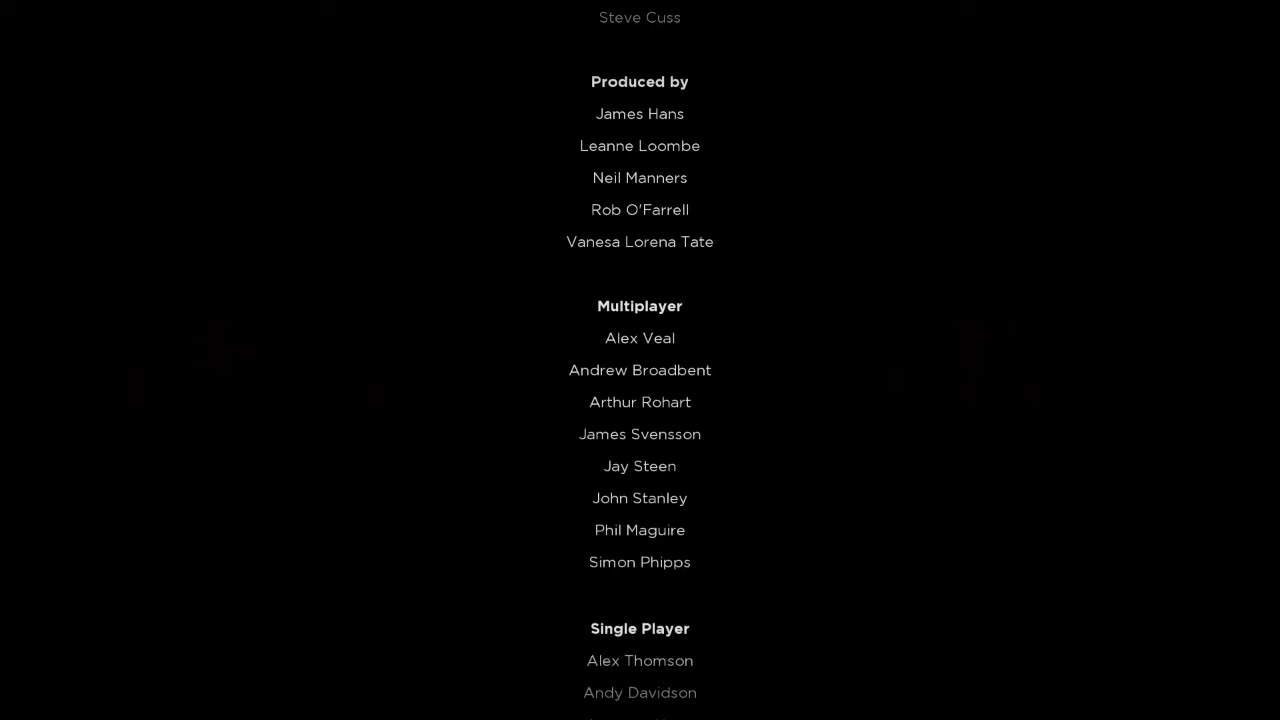 Steve Cuss
Produced by
James Hans
Leanne Loombe
Neil Manners
Rob O'Farrell
Vanesa Lorena Tate
Multiplayer
Alex Veal
Andrew Broadbent
Arthur Rohart
James Svensson
Jay Steen
John Stanley
Phil Maguire
Simon Phipps
Single Player
Alex Thomson
Andy Davidson